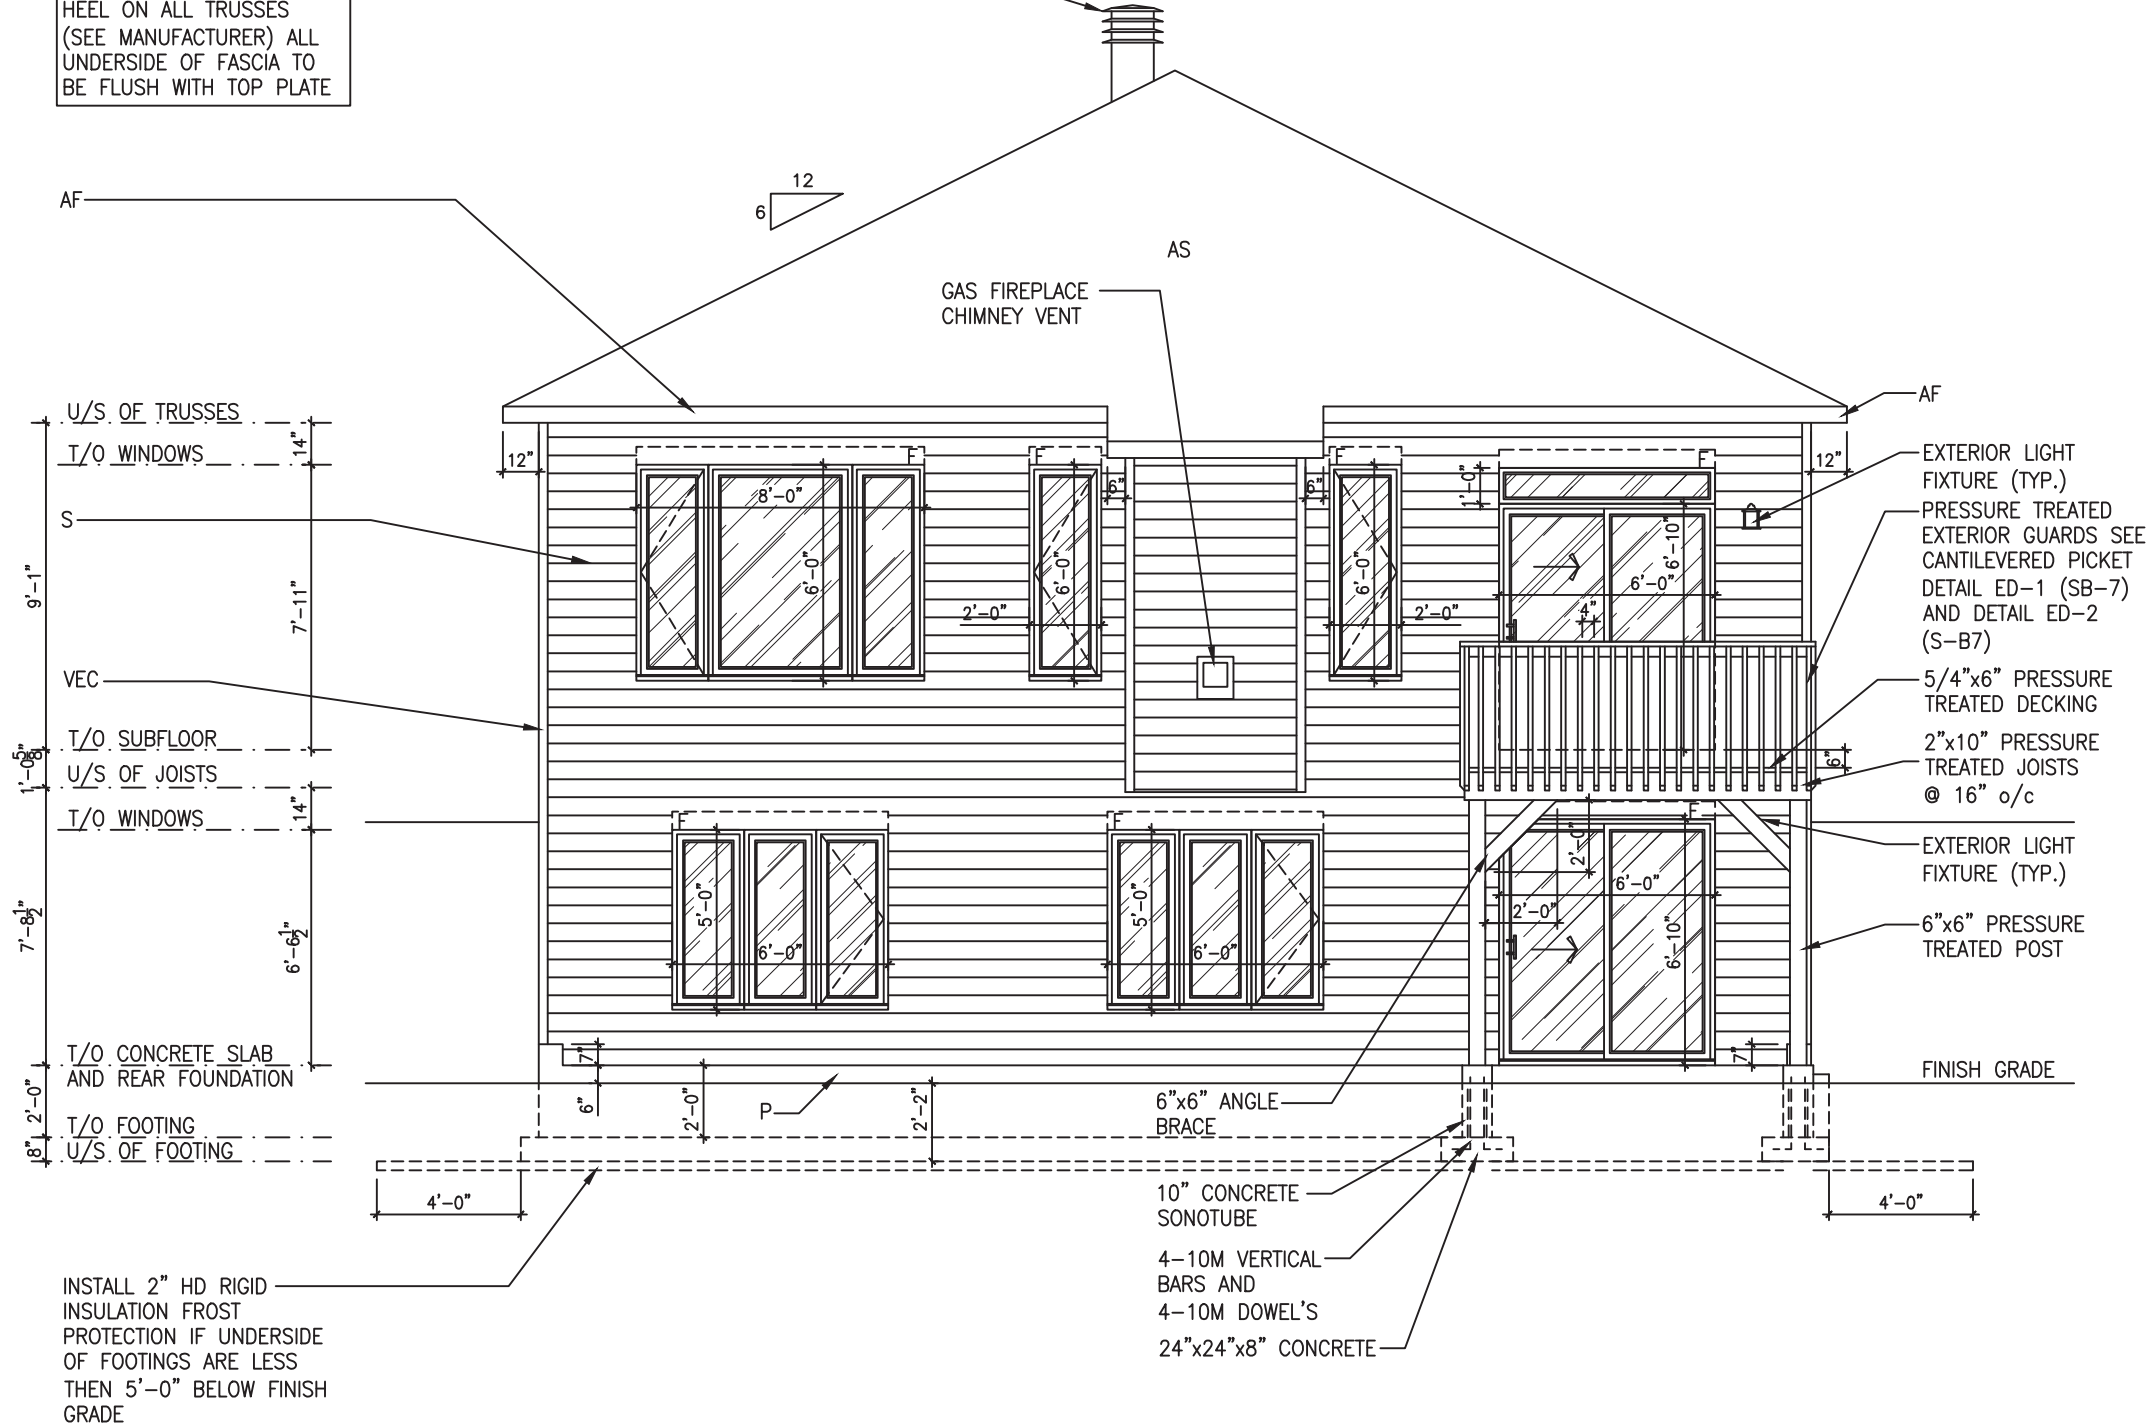 HEEL ON ALL TRUSSES
(SEE MANUFACTURER) ALL
UNDERSIDE OF FASCIA TO
BE FLUSH WITH TOP PLATE
12
6
AF
AS
GAS FIREPLACE
CHIMNEY VENT
AF
U/S OF TRUSSES
T/O WINDOWS
14"
12"
F
F
F
F
12"
EXTERIOR LIGHT
FIXTURE (TYP.)
8'-0"
6"
6"
1'-0"
S
PRESSURE TREATED
EXTERIOR GUARDS SEE
CANTILEVERED PICKET
DETAIL ED-1 (SB-7)
AND DETAIL ED-2
(S-B7)
9'-1"
7'-11"
6'-0"
6'-0"
6'-0"
6'-10"
6'-0"
2'-0"
2'-0"
4"
VEC
5/4"x6" PRESSURE
TREATED DECKING
T/O SUBFLOOR
1'-0 5/8"
U/S OF JOISTS
6"
2"x10" PRESSURE
TREATED JOISTS
@ 16" o/c
14"
T/O WINDOWS
F
F
F
2'-0"
EXTERIOR LIGHT
FIXTURE (TYP.)
7'-8 1/2"
6'-6 1/2"
5'-0"
6'-0"
5'-0"
6'-0"
6'-0"
2'-0"
6'-10"
6"x6" PRESSURE
TREATED POST
T/O CONCRETE SLAB
AND REAR FOUNDATION
7"
7"
FINISH GRADE
2'-0"
6"
2'-0"
P
2'-2"
6"x6" ANGLE
BRACE
T/O FOOTING
8"
U/S OF FOOTING
4'-0"
10" CONCRETE
SONOTUBE
4'-0"
4-10M VERTICAL
BARS AND
4-10M DOWEL'S
24"x24"x8" CONCRETE
INSTALL 2" HD RIGID
INSULATION FROST
PROTECTION IF UNDERSIDE
OF FOOTINGS ARE LESS
THEN 5'-0" BELOW FINISH
GRADE